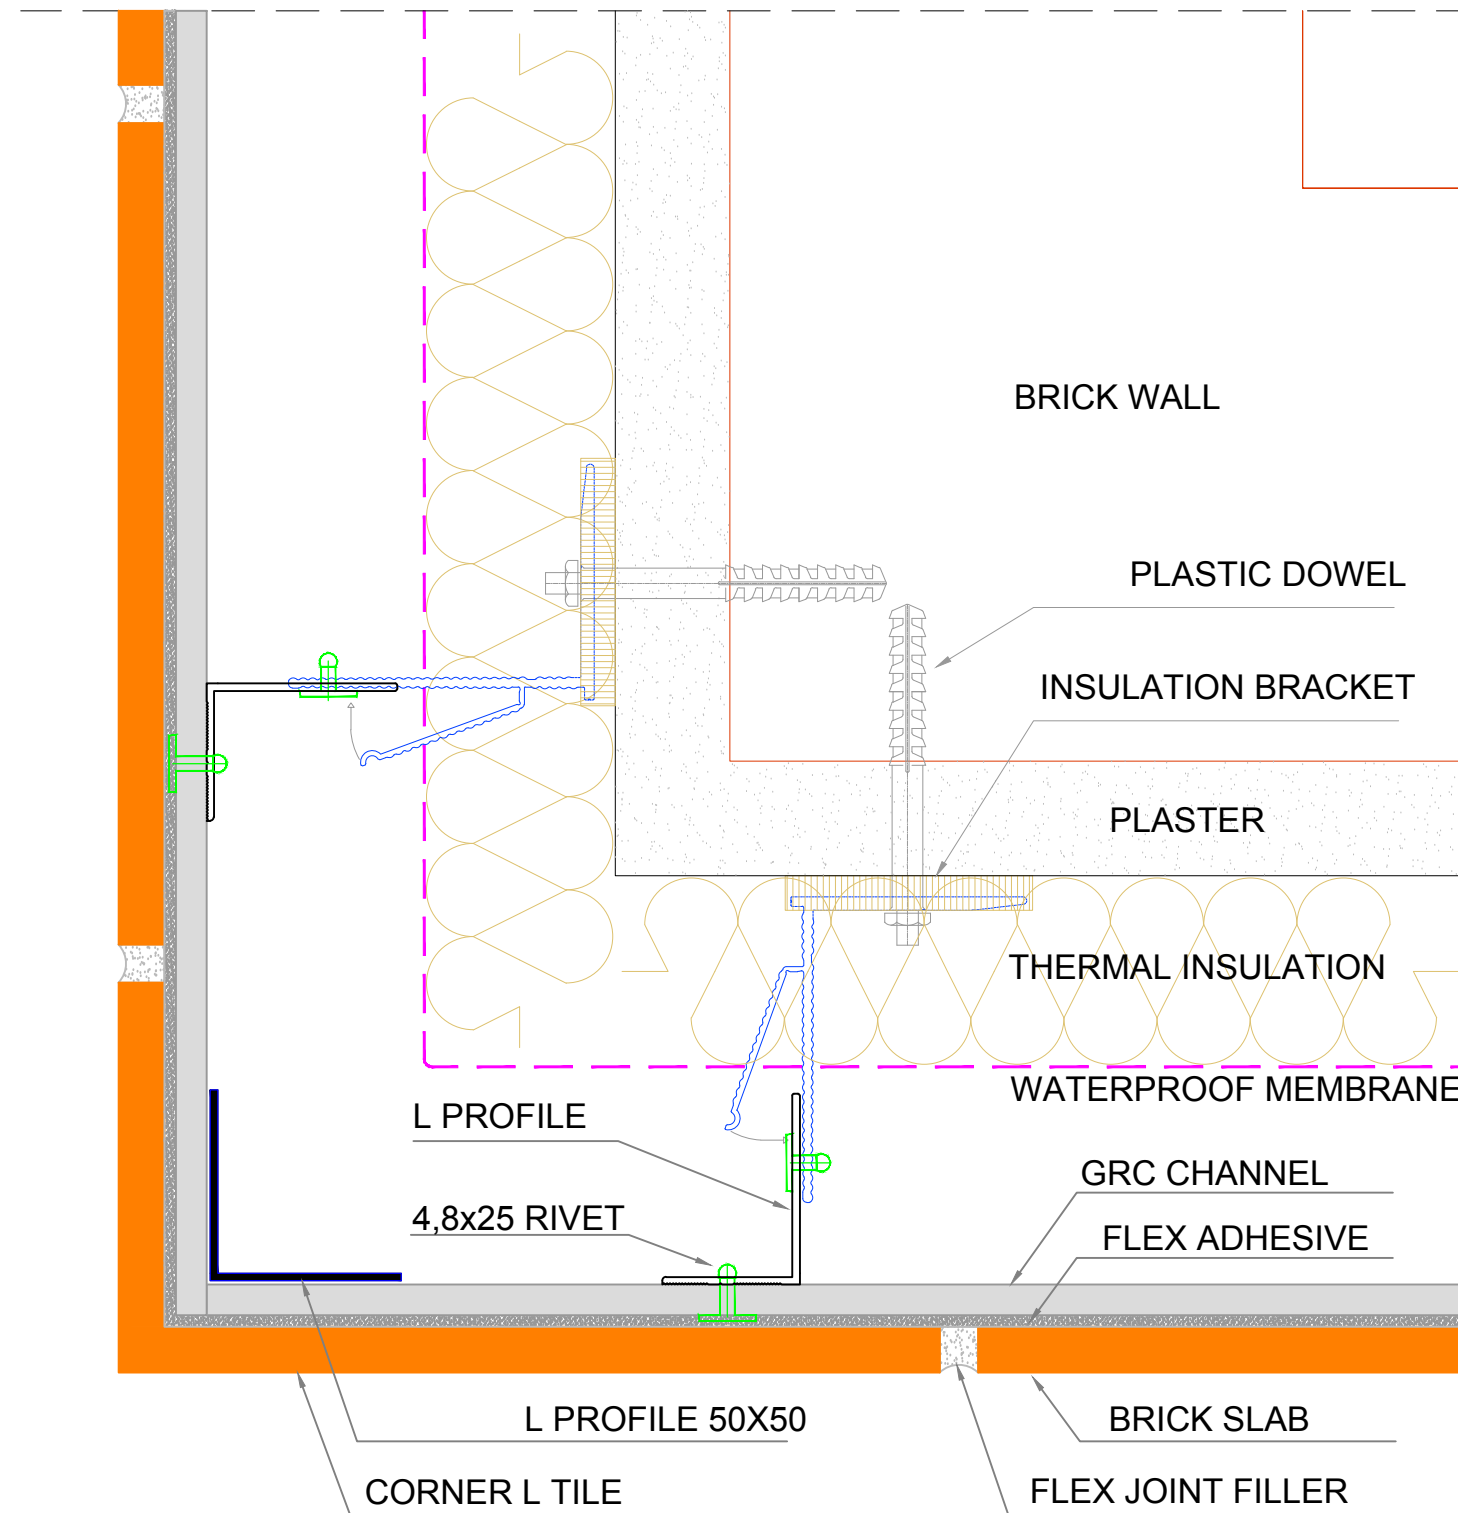 BRICK WALL
PLASTIC DOWEL
INSULATION BRACKET
PLASTER
THERMAL INSULATION
WATERPROOF MEMBRANE
L PROFILE
GRC CHANNEL
4,8x25 RIVET
FLEX ADHESIVE
L PROFILE 50X50
BRICK SLAB
CORNER L TILE
FLEX JOINT FILLER